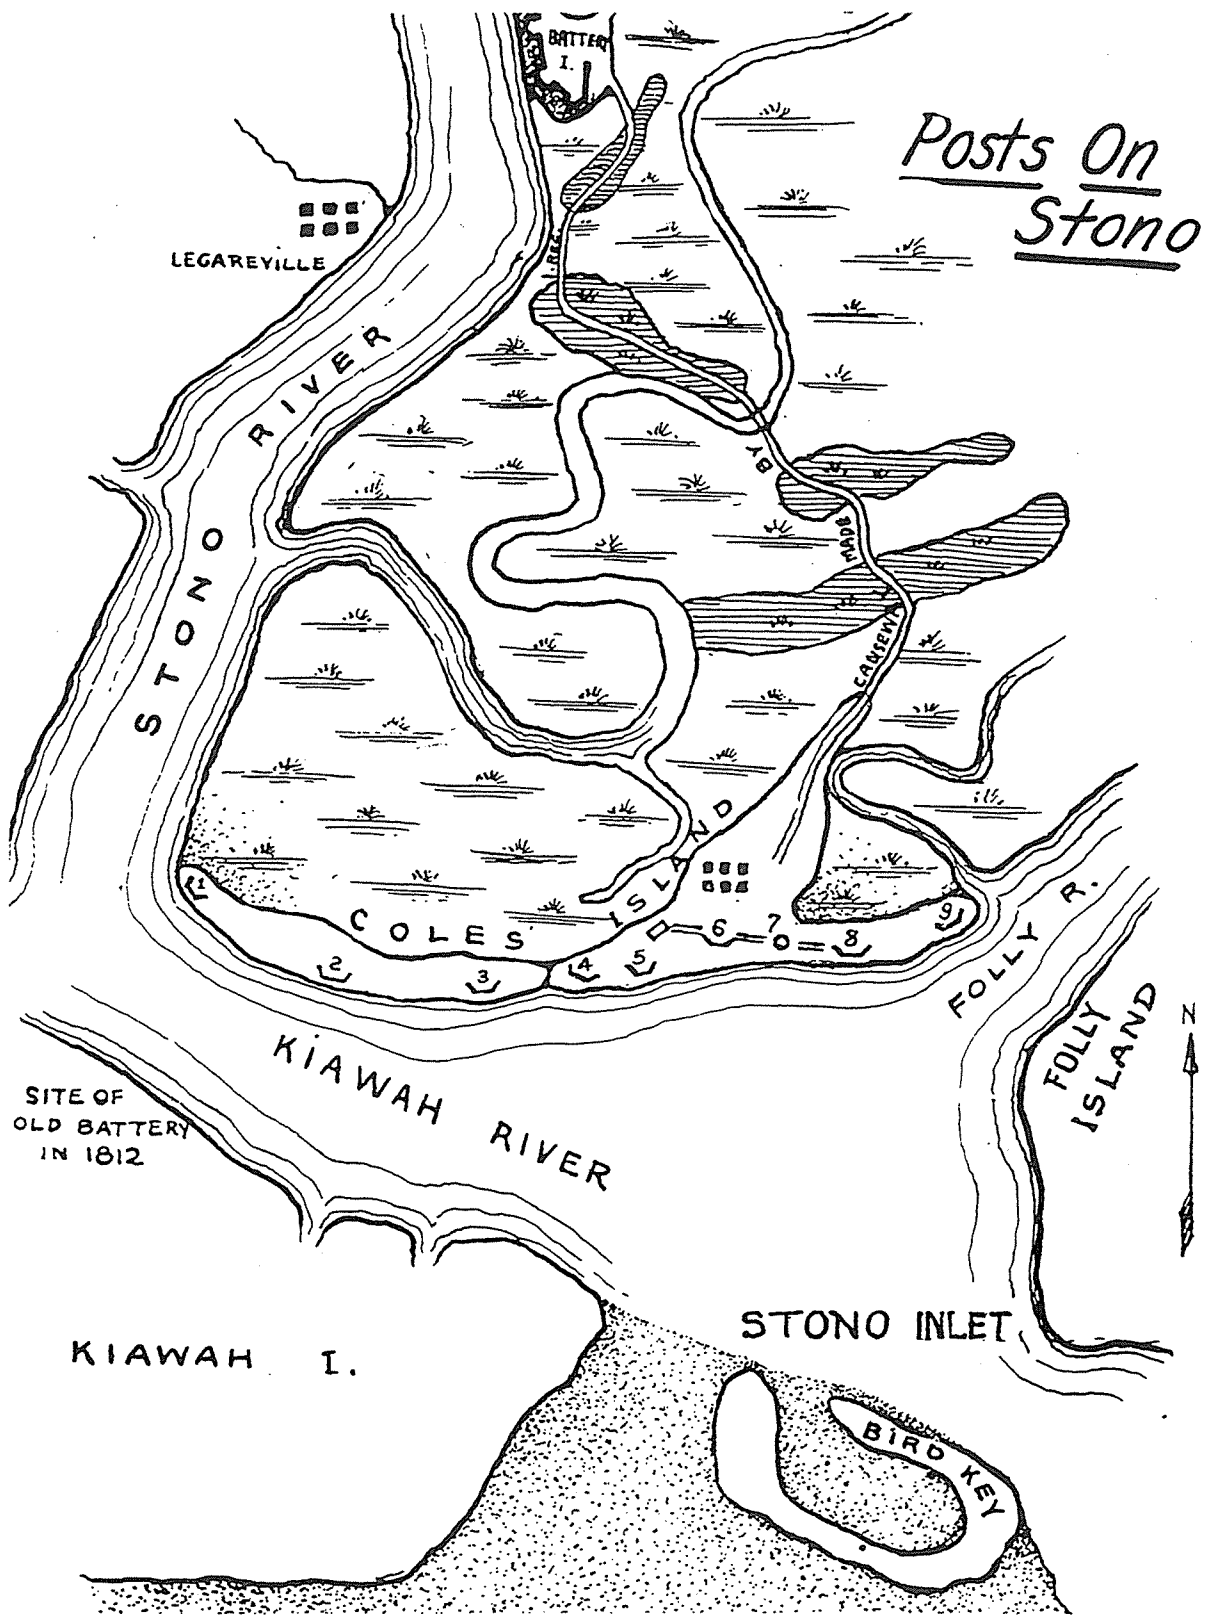 BATTERY
I.
Posts On
Stono
LEGAREVILLE
STONO RIVER
CAUSEWAY MADE BY
COLES ISLAND
1
2
3
4
5
6
7
8
9
FOLLY R.
FOLLY
ISLAND
N
KIAWAH RIVER
SITE OF
OLD BATTERY
IN 1812
STONO INLET
KIAWAH I.
BIRD KEY